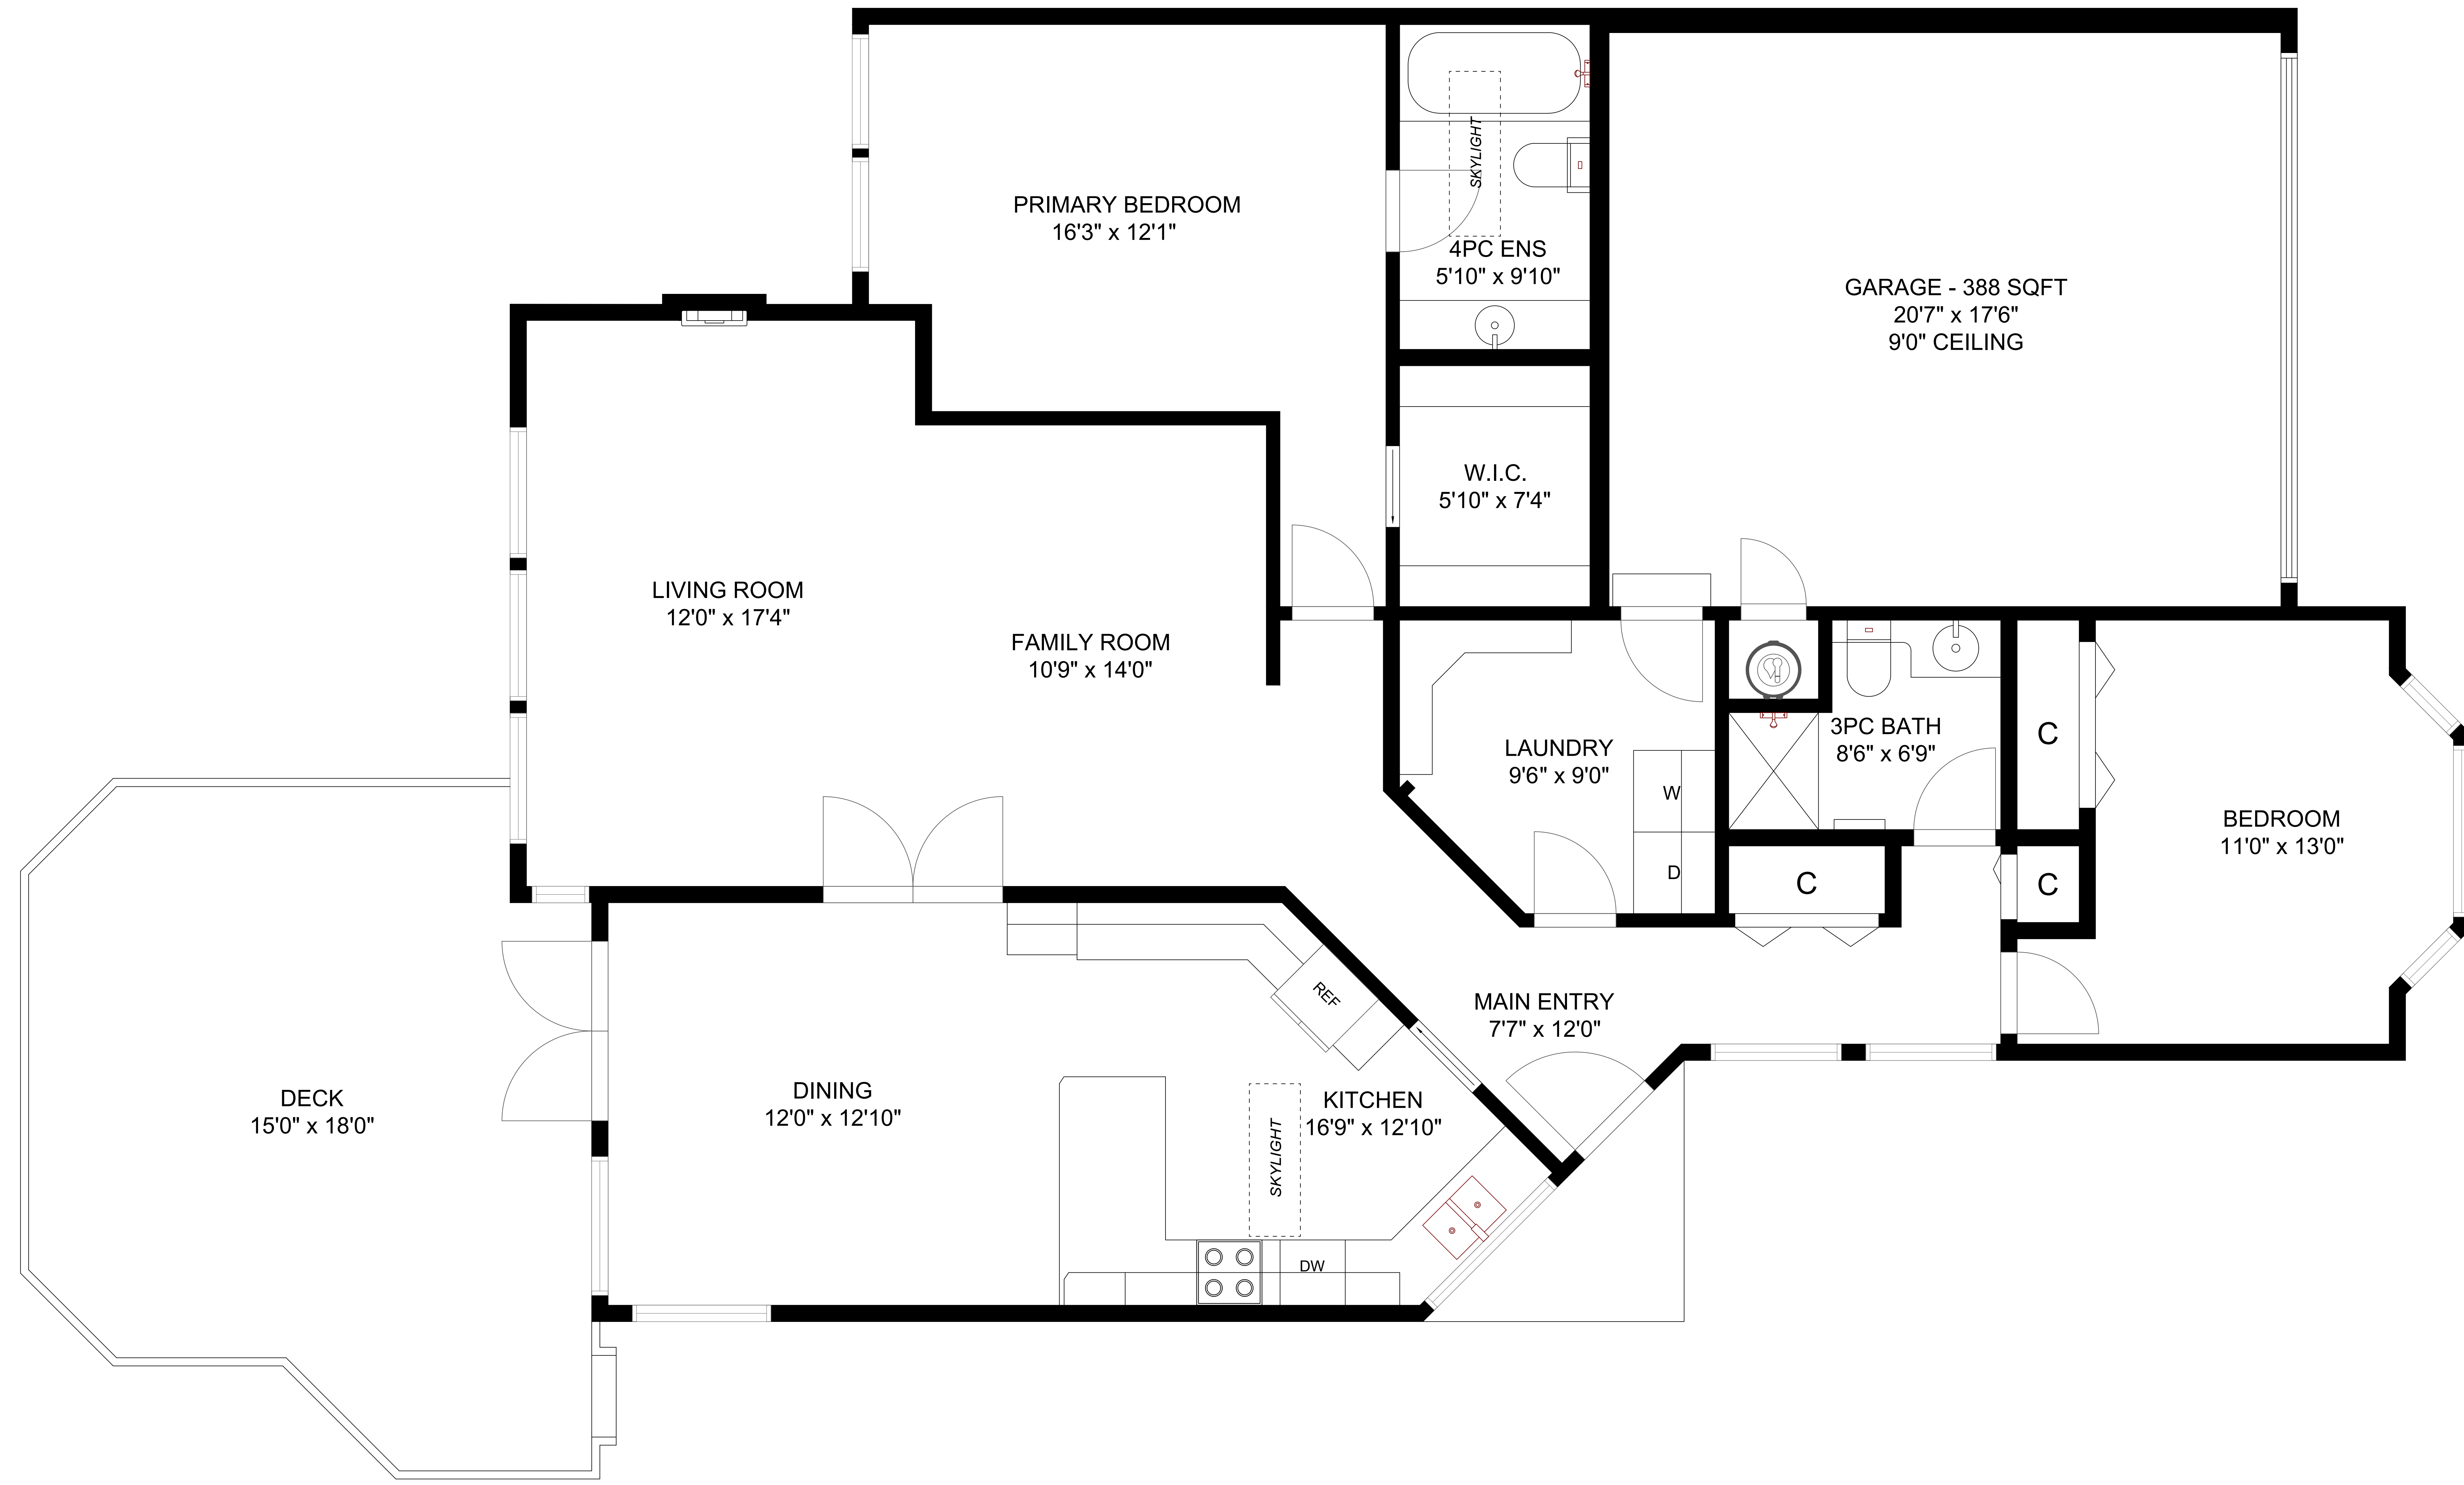 PRIMARY BEDROOM
16'3" x 12'1"
SKYLIGHT
4PC ENS
5'10" x 9'10"
GARAGE - 388 SQFT
20'7" x 17'6"
9'0" CEILING
W.I.C.
5'10" x 7'4"
LIVING ROOM
12'0" x 17'4"
FAMILY ROOM
10'9" x 14'0"
LAUNDRY
9'6" x 9'0"
W
D
3PC BATH
8'6" x 6'9"
C
C
C
BEDROOM
11'0" x 13'0"
MAIN ENTRY
7'7" x 12'0"
REF
DECK
15'0" x 18'0"
DINING
12'0" x 12'10"
KITCHEN
16'9" x 12'10"
SKYLIGHT
DW